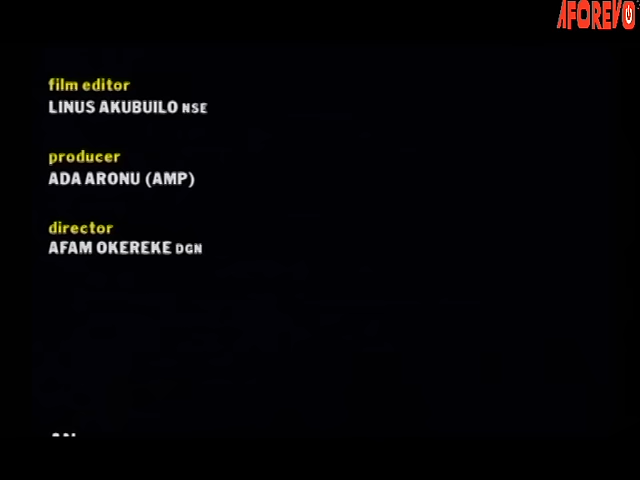 AFOREVO
film editor
LINUS AKUBUILO NSE
producer
ADA ARONU (AMP)
director
AFAM OKEREKE DGN